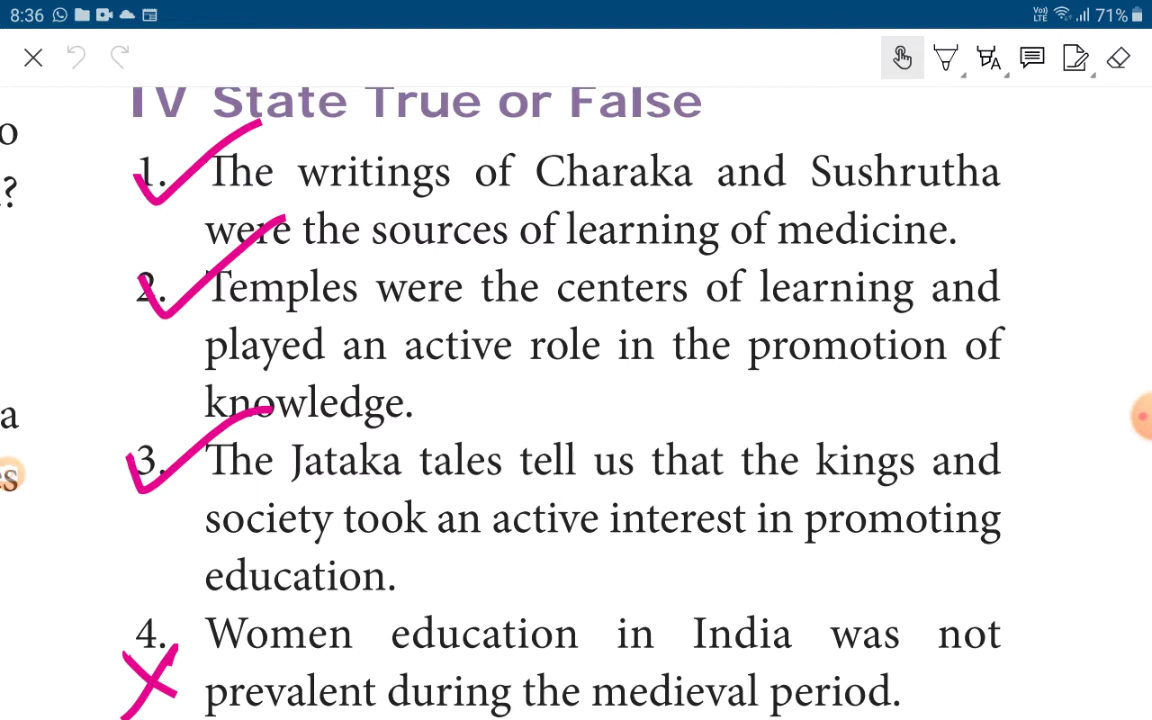 8:36 Vo) LTE 71%
IV State True or False
o
1. The writings of Charaka and Sushrutha
?
were the sources of learning of medicine.
2. Temples were the centers of learning and
played an active role in the promotion of
knowledge.
a
3. The Jataka tales tell us that the kings and
es
society took an active interest in promoting
education.
4. Women education in India was not
prevalent during the medieval period.